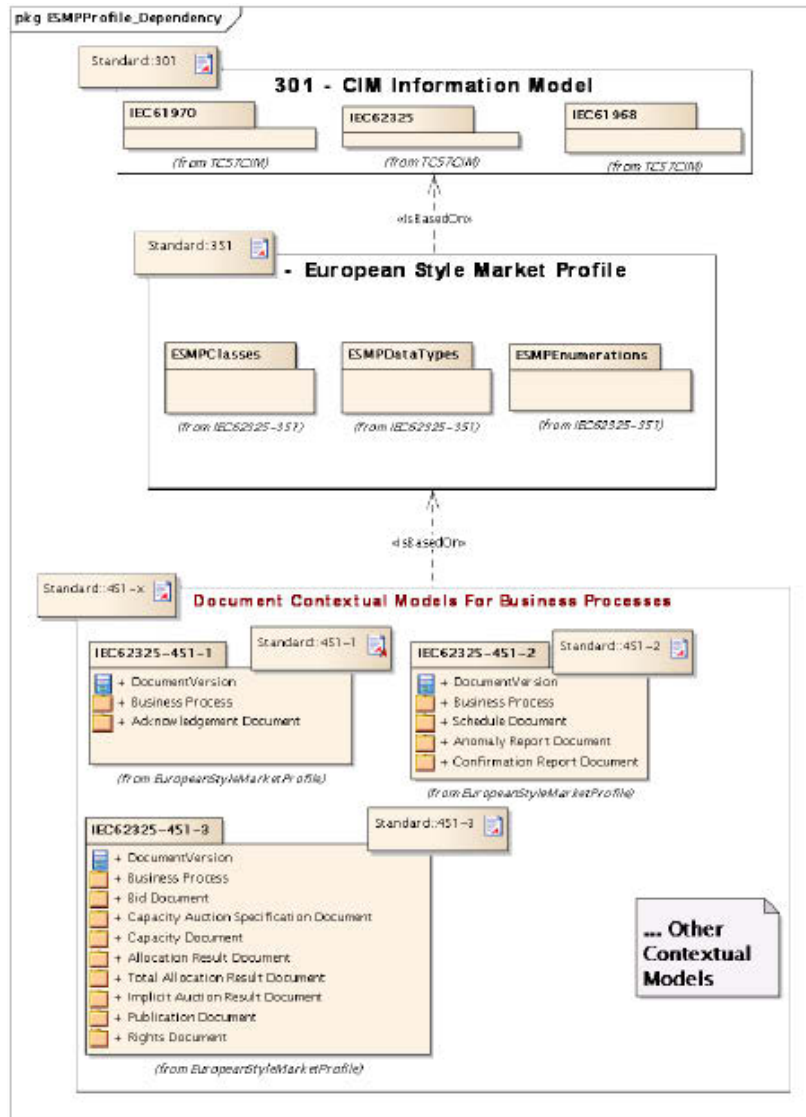 pkg ESMPProfile_Dependency
Standard::301
301 - CIM Information Model
IEC61970
IEC62325
IEC61968
(from TC57CIM)
(from TC57CIM)
(from TC57CIM)
«IsBasedOn»
Standard::351
- European Style Market Profile
ESMPClasses
ESMPDataTypes
ESMPEnumerations
(from IEC62325-351)
(from IEC62325-351)
(from IEC62325-351)
«IsBasedOn»
Standard::451-x
Document Contextual Models For Business Processes
IEC62325-451-1
Standard::451-1
+ DocumentVersion
+ Business Process
+ Acknowledgement Document
(from EuropeanStyleMarketProfile)
IEC62325-451-2
Standard::451-2
+ DocumentVersion
+ Business Process
+ Schedule Document
+ Anomaly Report Document
+ Confirmation Report Document
(from EuropeanStyleMarketProfile)
IEC62325-451-3
Standard::451-3
+ DocumentVersion
+ Business Process
+ Bid Document
+ Capacity Auction Specification Document
+ Capacity Document
+ Allocation Result Document
+ Total Allocation Result Document
+ Implicit Auction Result Document
+ Publication Document
+ Rights Document
(from EuropeanStyleMarketProfile)
... Other
Contextual
Models